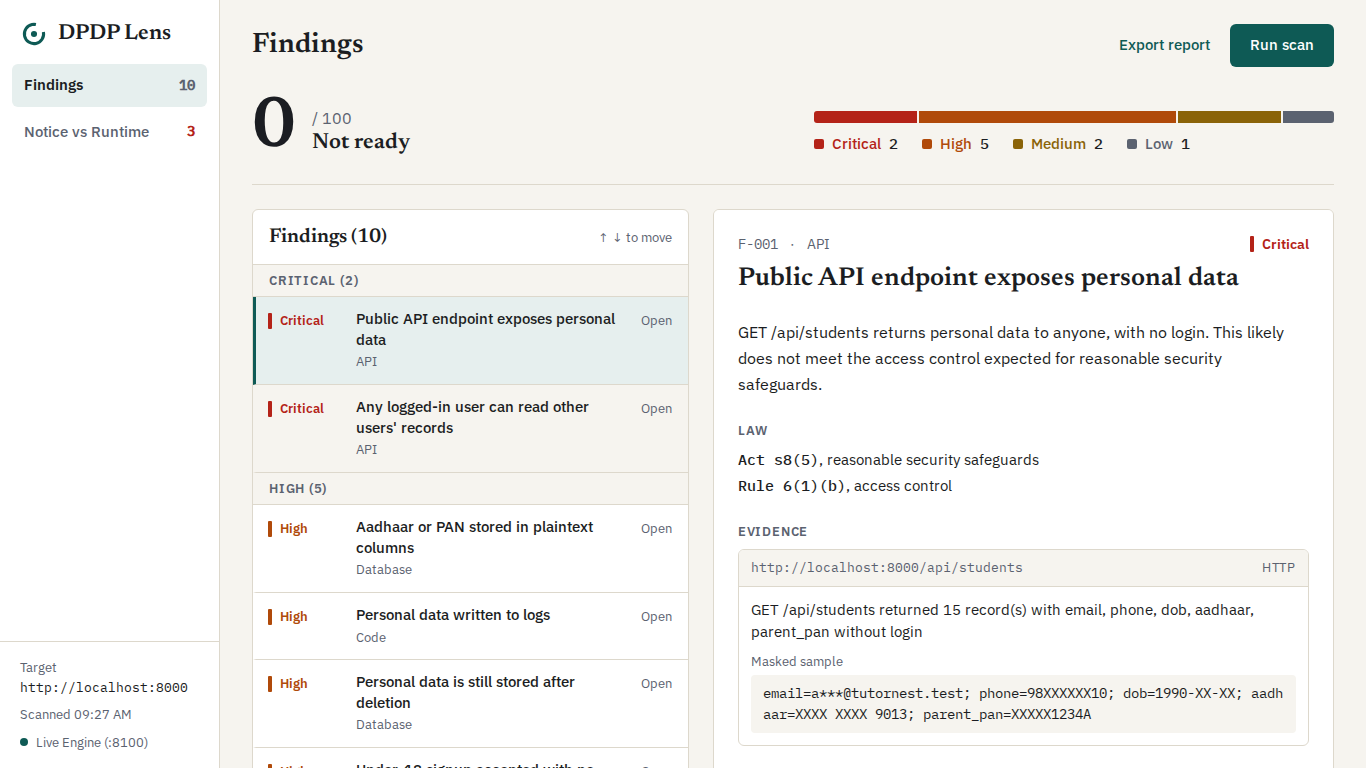 DPDP Lens
Findings 10
Notice vs Runtime 3
Target
http://localhost:8000
Scanned 09:27 AM
Live Engine (:8100)
Findings
Export report
Run scan
0 / 100
Not ready
Critical 2 High 5 Medium 2 Low 1
Findings (10)
↑ ↓ to move
CRITICAL (2)
Critical Public API endpoint exposes personal Open
data
API
Critical Any logged-in user can read other Open
users' records
API
HIGH (5)
High Aadhaar or PAN stored in plaintext Open
columns
Database
High Personal data written to logs Open
Code
High Personal data is still stored after Open
deletion
Database
F-001 · API
Critical
Public API endpoint exposes personal data
GET /api/students returns personal data to anyone, with no login. This likely
does not meet the access control expected for reasonable security
safeguards.
LAW
Act s8(5), reasonable security safeguards
Rule 6(1)(b), access control
EVIDENCE
http://localhost:8000/api/students HTTP
GET /api/students returned 15 record(s) with email, phone, dob, aadhaar,
parent_pan without login
Masked sample
email=a***@tutornest.test; phone=98XXXXXX10; dob=1990-XX-XX; aadh
aar=XXXX XXXX 9013; parent_pan=XXXXX1234A